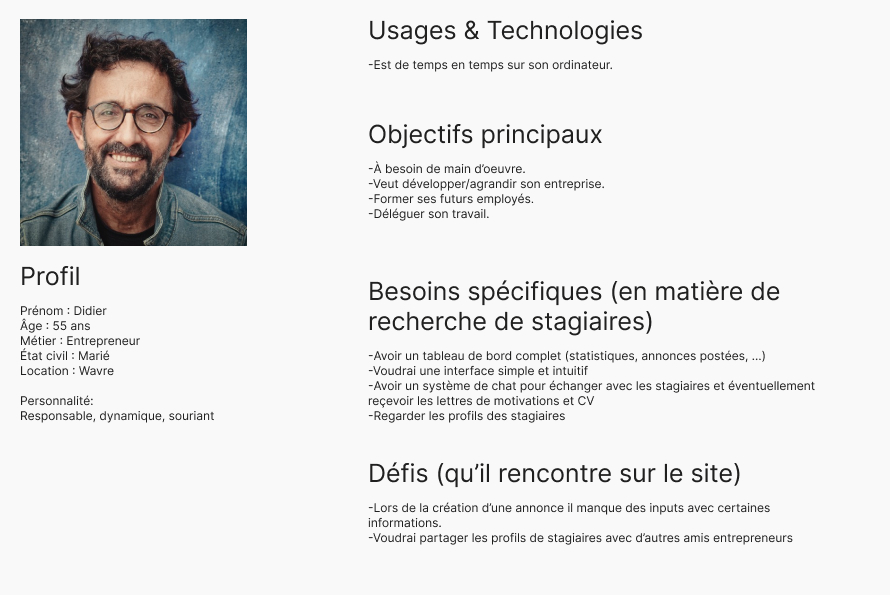 Profil
Prénom : Didier
Âge : 55 ans
Métier : Entrepreneur
État civil : Marié
Location : Wavre
Personnalité:
Responsable, dynamique, souriant
Usages & Technologies
-Est de temps en temps sur son ordinateur.
Objectifs principaux
-À besoin de main d’oeuvre.
-Veut développer/agrandir son entreprise.
-Former ses futurs employés.
-Déléguer son travail.
Besoins spécifiques (en matière de
recherche de stagiaires)
-Avoir un tableau de bord complet (statistiques, annonces postées, ...)
-Voudrai une interface simple et intuitif
-Avoir un système de chat pour échanger avec les stagiaires et éventuellement
reçevoir les lettres de motivations et CV
-Regarder les profils des stagiaires
Défis (qu’il rencontre sur le site)
-Lors de la création d’une annonce il manque des inputs avec certaines
informations.
-Voudrai partager les profils de stagiaires avec d’autres amis entrepreneurs